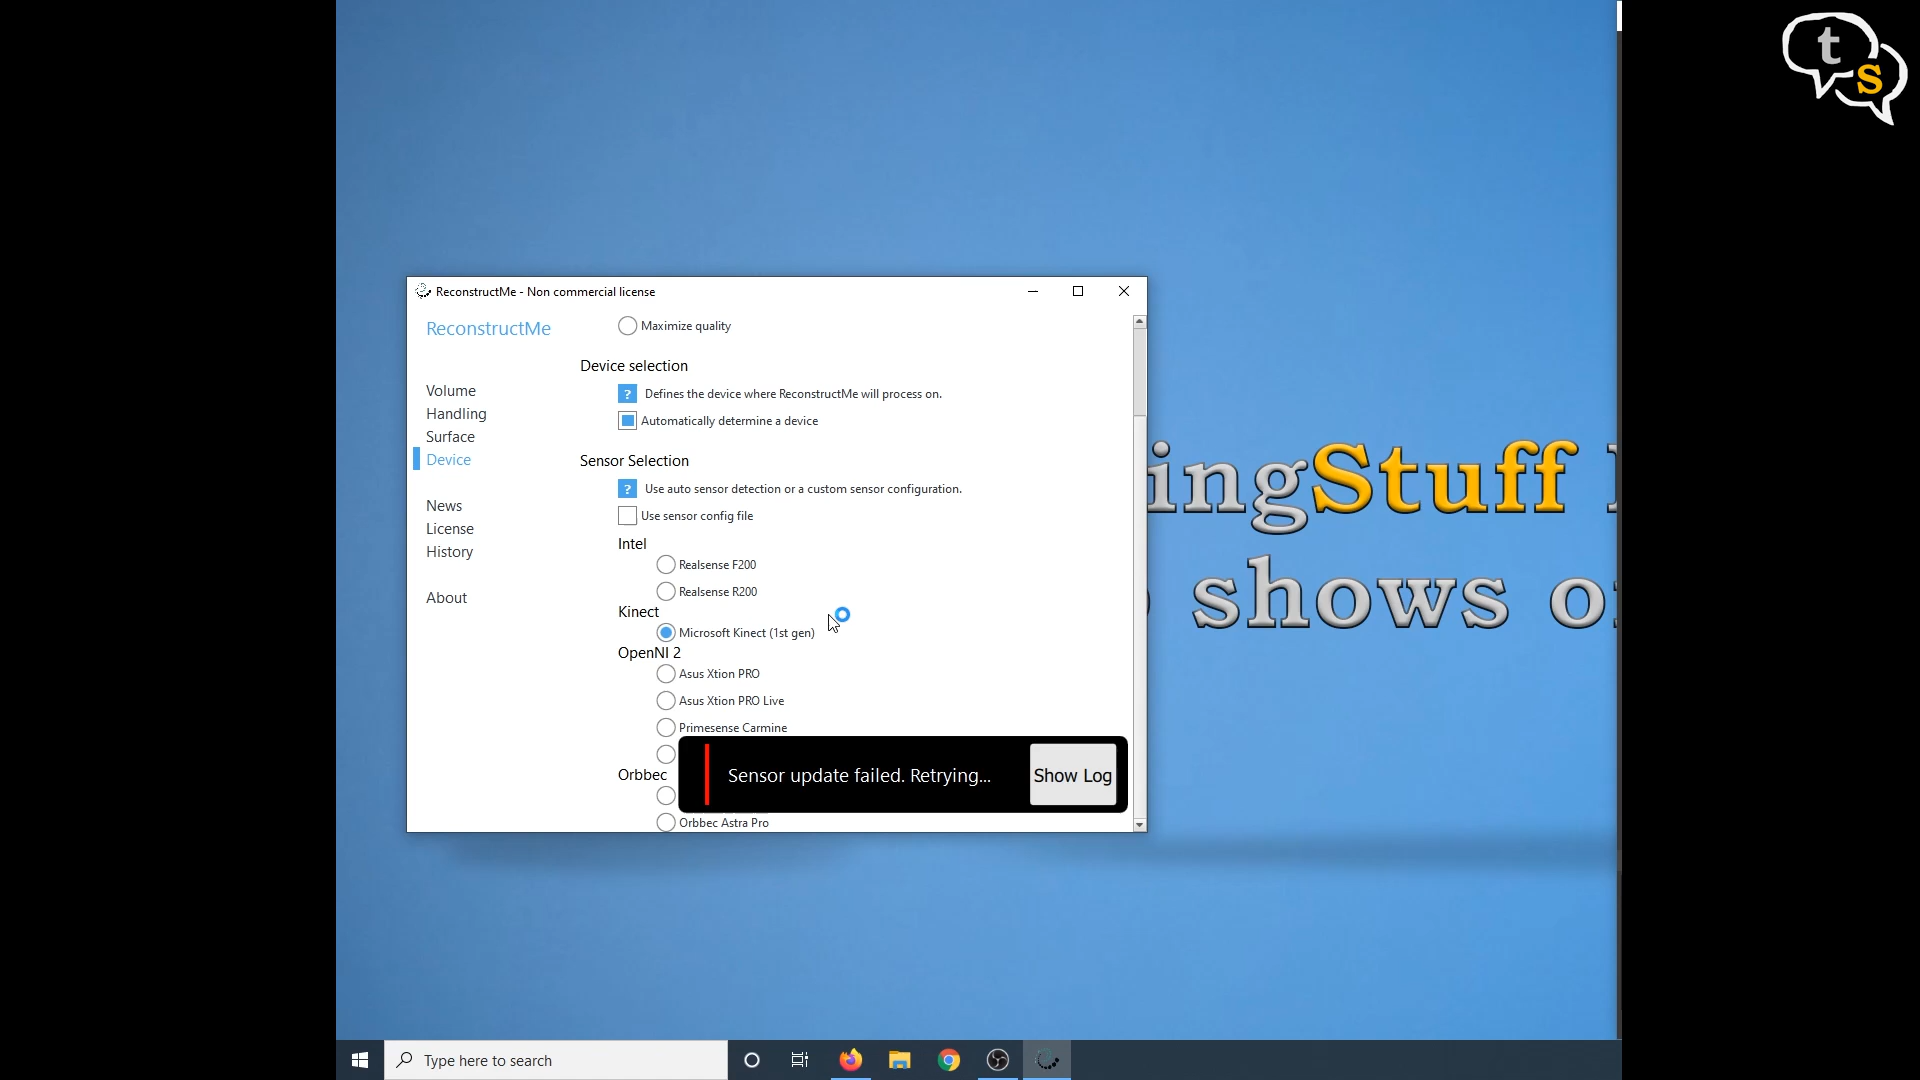 t
s
ReconstructMe - Non commercial license
ReconstructMe
Volume
Handling
Surface
Device
News
License
History
About
Maximize quality
Device selection
? Defines the device where ReconstructMe will process on.
Automatically determine a device
Sensor Selection
? Use auto sensor detection or a custom sensor configuration.
Use sensor config file
Intel
Realsense F200
Realsense R200
Kinect
Microsoft Kinect (1st gen)
OpenNI 2
Asus Xtion PRO
Asus Xtion PRO Live
Primesense Carmine
Orbbec
Orbbec Astra Pro
Sensor update failed. Retrying...
Show Log
ingStuff
shows o
Type here to search